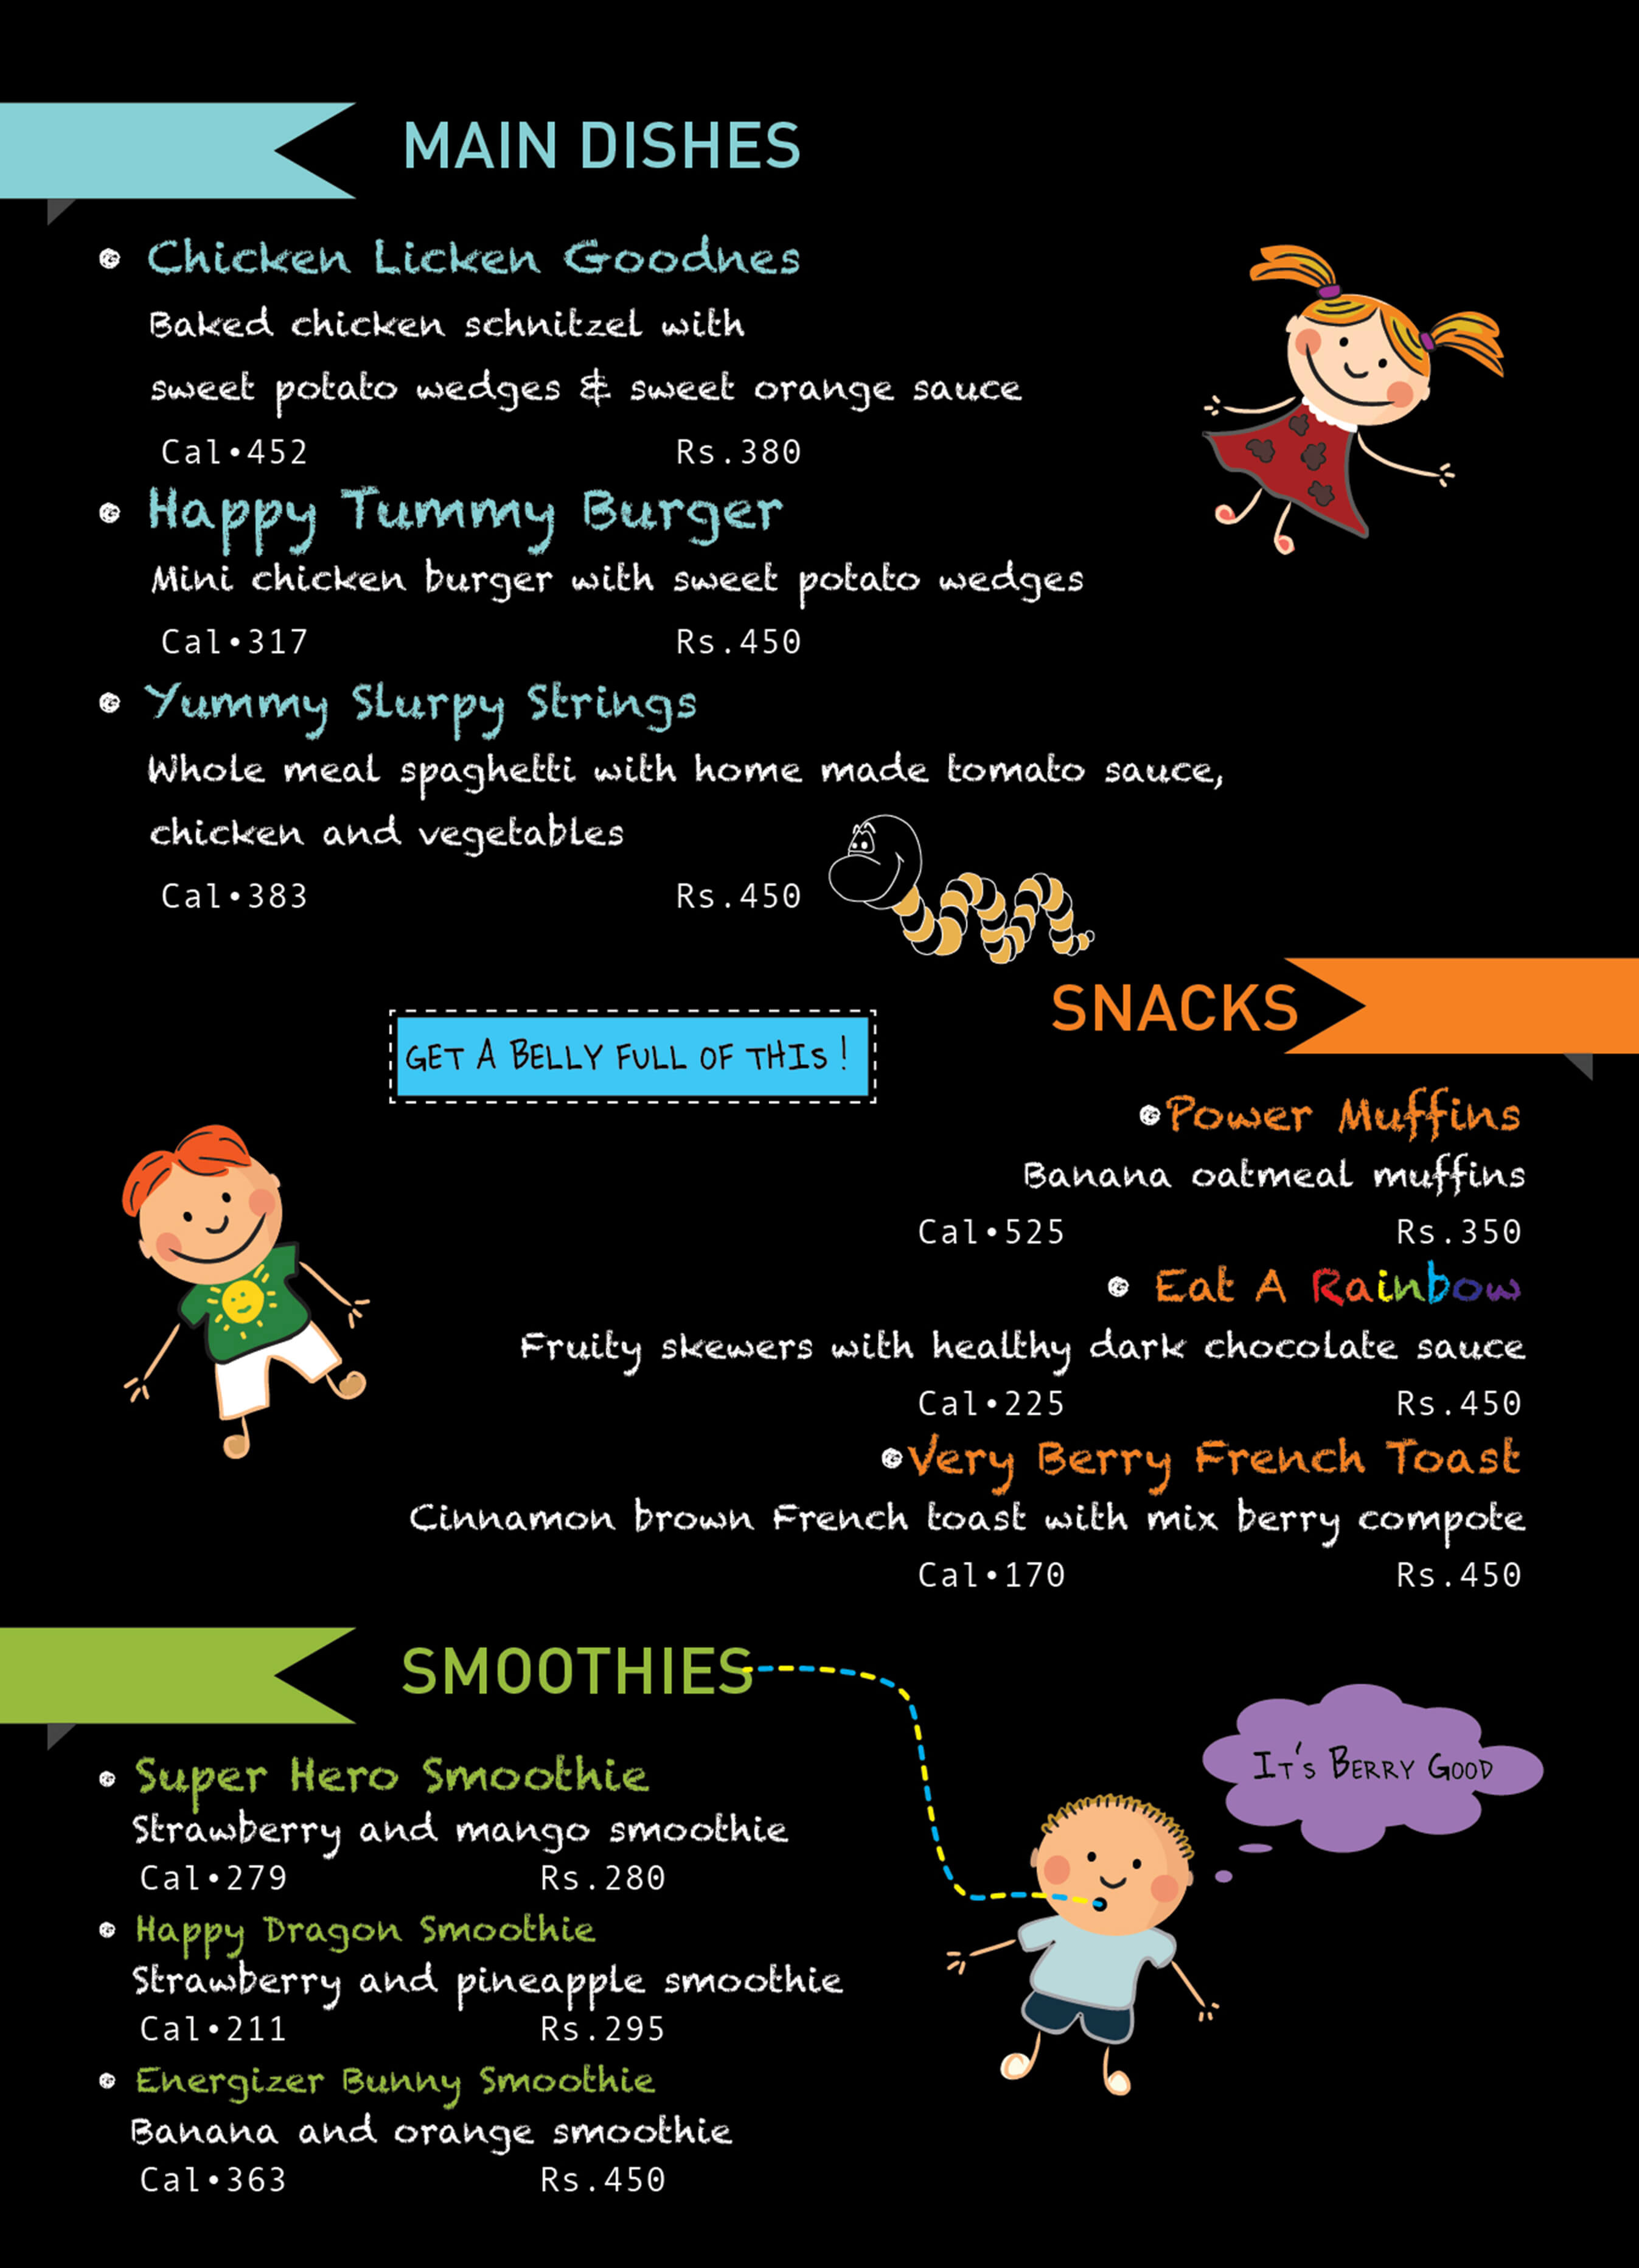 MAIN DISHES
Chicken Licken Goodnes
Baked chicken schnitzel with
sweet potato wedges & sweet orange sauce
Cal•452 Rs.380
Happy Tummy Burger
Mini chicken burger with sweet potato wedges
Cal•317 Rs.450
Yummy Slurpy Strings
Whole meal spaghetti with home made tomato sauce,
chicken and vegetables
Cal•383 Rs.450
SNACKS
GET A BELLY FULL OF THIS !
Power Muffins
Banana oatmeal muffins
Cal•525 Rs.350
Eat A Rainbow
Fruity skewers with healthy dark chocolate sauce
Cal•225 Rs.450
Very Berry French Toast
Cinnamon brown French toast with mix berry compote
Cal•170 Rs.450
SMOOTHIES
IT'S BERRY GOOD
Super Hero Smoothie
Strawberry and mango smoothie
Cal•279 Rs.280
Happy Dragon Smoothie
Strawberry and pineapple smoothie
Cal•211 Rs.295
Energizer Bunny Smoothie
Banana and orange smoothie
Cal•363 Rs.450